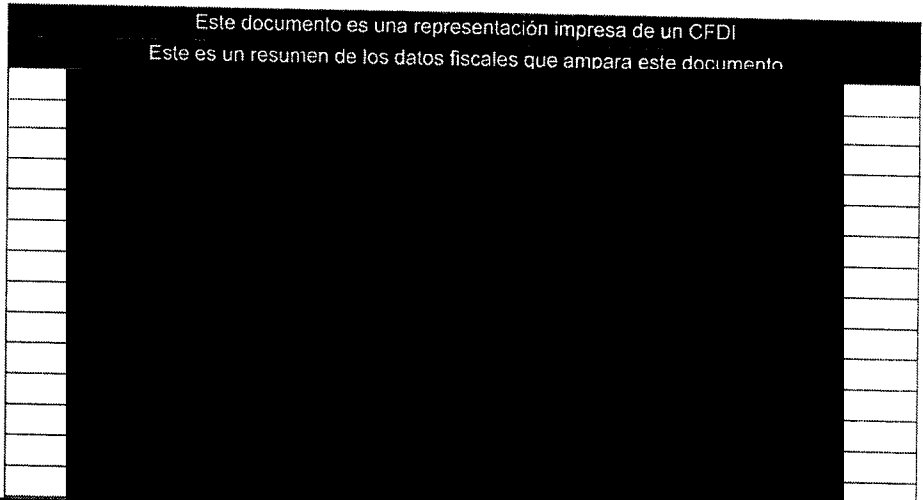 Este documento es una representación impresa de un CFDI
Este es un resumen de los datos fiscales que ampara este documento